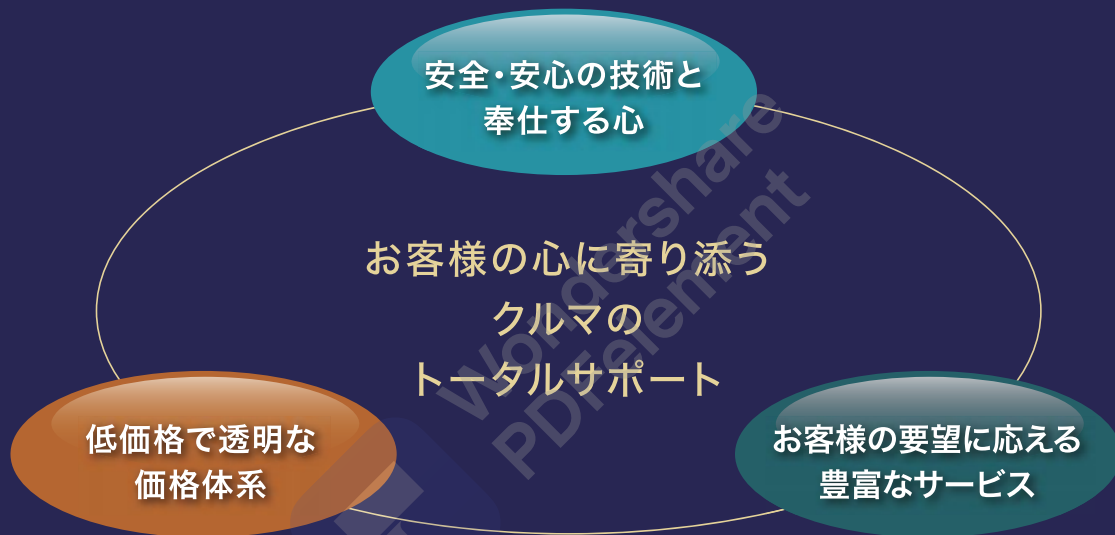 安全・安心の技術と
奉仕する心
お客様の心に寄り添う
クルマの
トータルサポート
低価格で透明な
価格体系
お客様の要望に応える
豊富なサービス
Wondershare
PDFelement